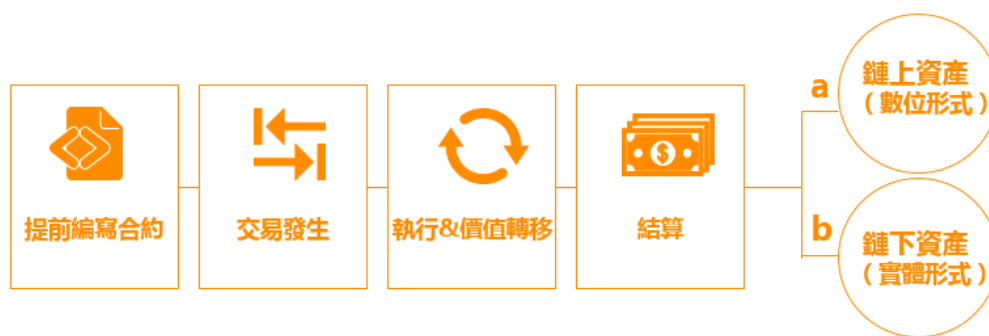 提前編寫合約
交易發生
執行&價值轉移
$
結算
a
鏈上資產
（數位形式）
b
鏈下資產
（實體形式）